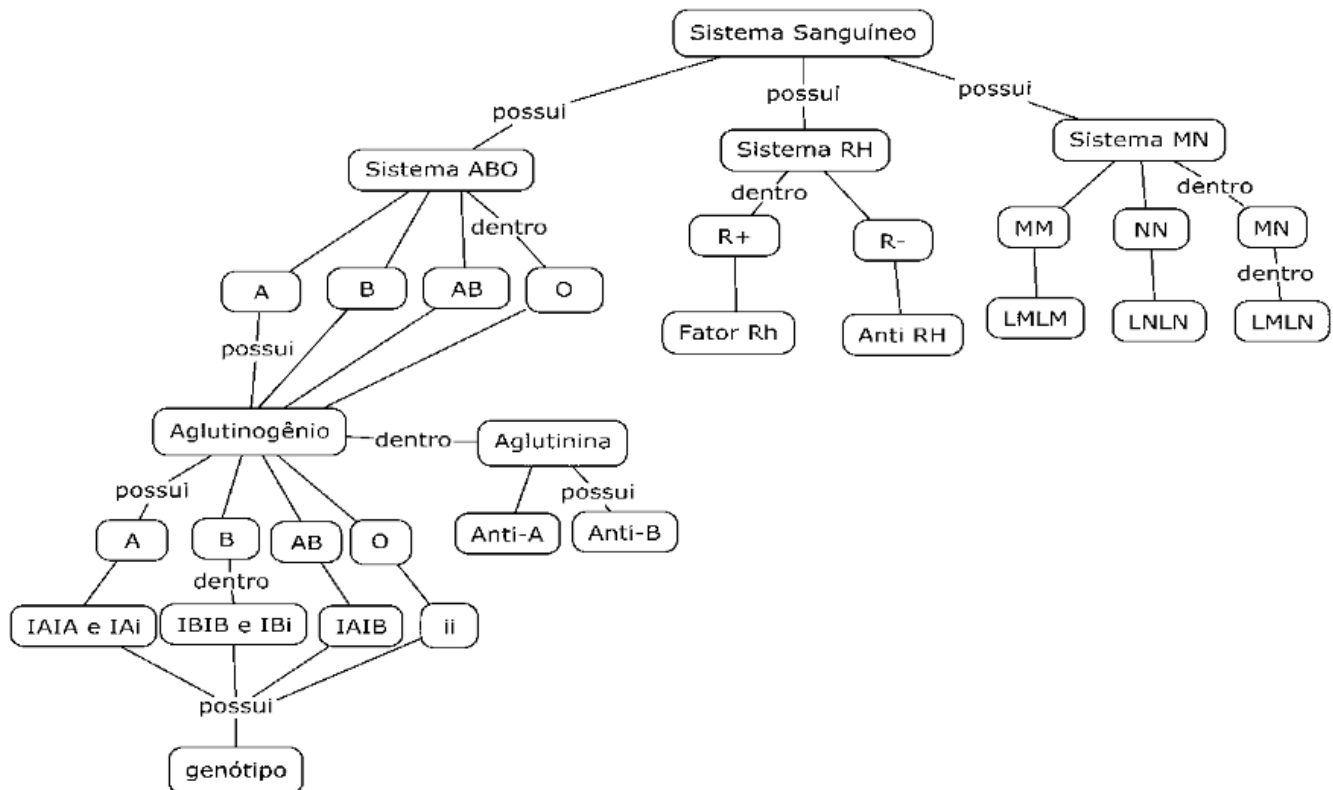 Sistema Sanguíneo
possui
possui
possui
Sistema ABO
Sistema RH
Sistema MN
dentro
dentro
dentro
A
B
AB
O
R+
R-
MM
NN
MN
dentro
possui
Fator Rh
Anti RH
LMLM
LNLN
LMLN
Aglutinogênio
dentro
Aglutinina
possui
possui
A
B
AB
O
Anti-A
Anti-B
dentro
IAIA e IAi
IBIB e IBi
IAIB
ii
possui
genótipo